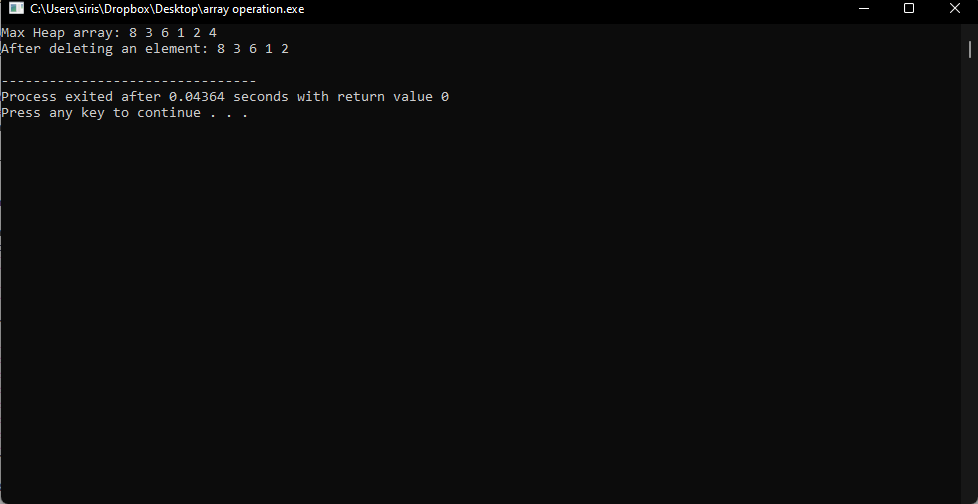 C:\Users\siris\Dropbox\Desktop\array operation.exe
Max Heap array: 8 3 6 1 2 4
After deleting an element: 8 3 6 1 2
--------------------------------
Process exited after 0.04364 seconds with return value 0
Press any key to continue . . .